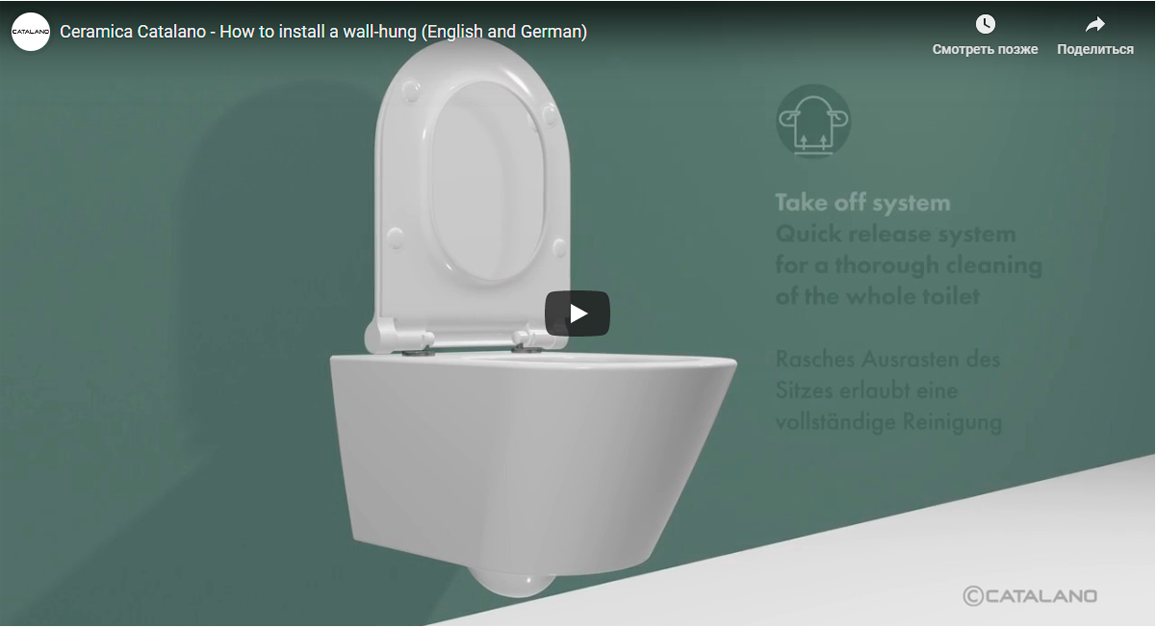 CATALANO
Ceramica Catalano - How to install a wall-hung (English and German)
Смотреть позже
Поделиться
Take off system
Quick release system
for a thorough cleaning
of the whole toilet
Rasches Ausrasten des
Sitzes erlaubt eine
vollständige Reinigung
©CATALANO